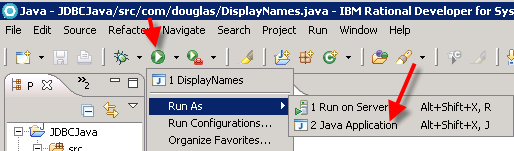 Java - JDBCJava/src/com/douglas/DisplayNames.java - IBM Rational Developer for Sys
File Edit Source Refactor Navigate Search Project Run Window Help
1 DisplayNames
P
2
Run As
1 Run on Server Alt+Shift+X, R
Run Configurations...
2 Java Application Alt+Shift+X, J
Organize Favorites...
JDBCJava
src